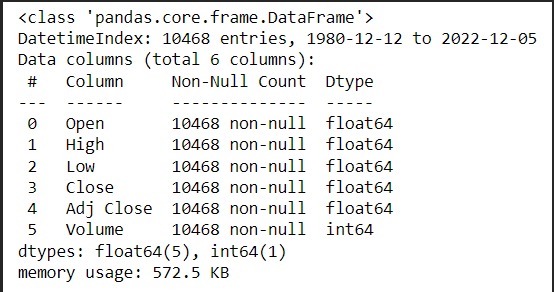 <class 'pandas.core.frame.DataFrame'>
DatetimeIndex: 10468 entries, 1980-12-12 to 2022-12-05
Data columns (total 6 columns):
 #   Column     Non-Null Count  Dtype
---  ------     --------------  -----
 0   Open       10468 non-null  float64
 1   High       10468 non-null  float64
 2   Low        10468 non-null  float64
 3   Close      10468 non-null  float64
 4   Adj Close  10468 non-null  float64
 5   Volume     10468 non-null  int64
dtypes: float64(5), int64(1)
memory usage: 572.5 KB